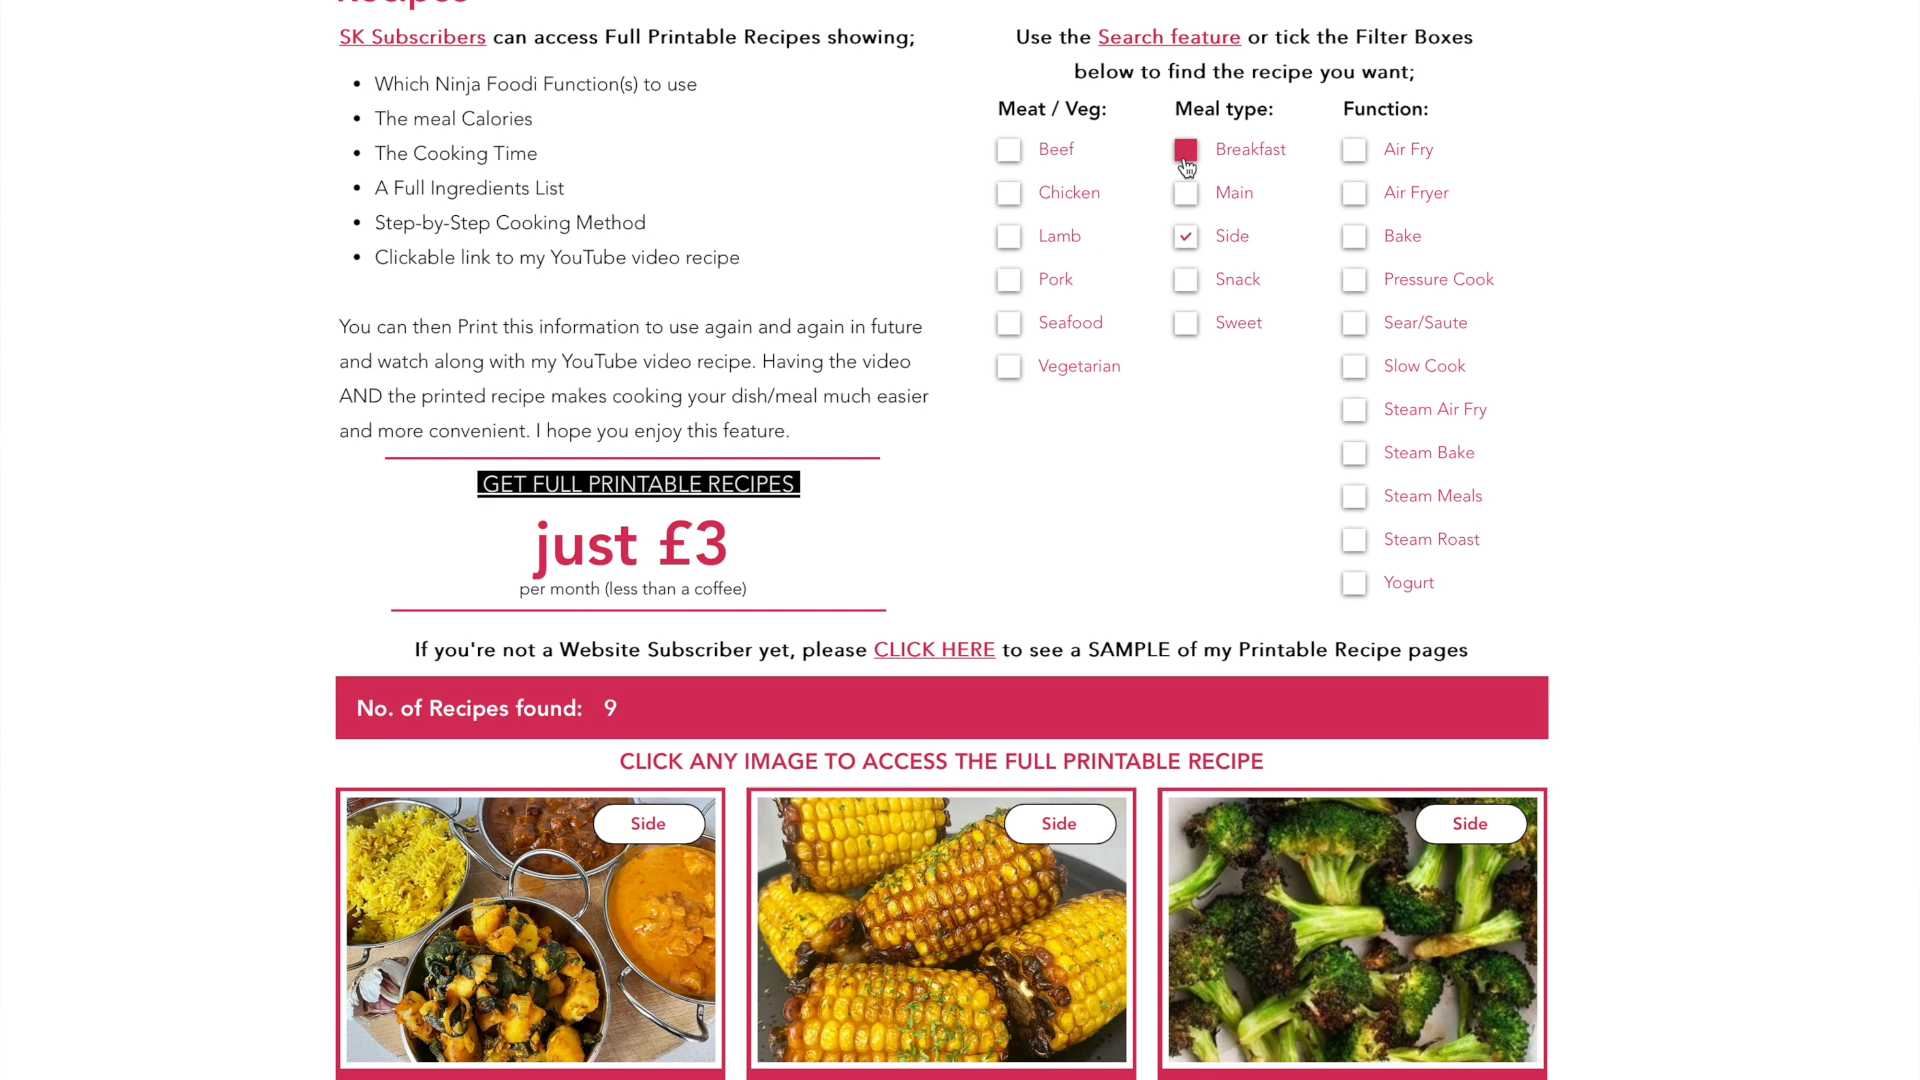 Recipes
SK Subscribers can access Full Printable Recipes showing;
• Which Ninja Foodi Function(s) to use
• The meal Calories
• The Cooking Time
• A Full Ingredients List
• Step-by-Step Cooking Method
• Clickable link to my YouTube video recipe
You can then Print this information to use again and again in future
and watch along with my YouTube video recipe. Having the video
AND the printed recipe makes cooking your dish/meal much easier
and more convenient. I hope you enjoy this feature.
GET FULL PRINTABLE RECIPES
just £3
per month (less than a coffee)
Use the Search feature or tick the Filter Boxes
below to find the recipe you want;
Meat / Veg:
Beef
Chicken
Lamb
Pork
Seafood
Vegetarian
Meal type:
Breakfast
Main
Side
Snack
Sweet
Function:
Air Fry
Air Fryer
Bake
Pressure Cook
Sear/Saute
Slow Cook
Steam Air Fry
Steam Bake
Steam Meals
Steam Roast
Yogurt
If you're not a Website Subscriber yet, please CLICK HERE to see a SAMPLE of my Printable Recipe pages
No. of Recipes found: 9
CLICK ANY IMAGE TO ACCESS THE FULL PRINTABLE RECIPE
Side
Side
Side